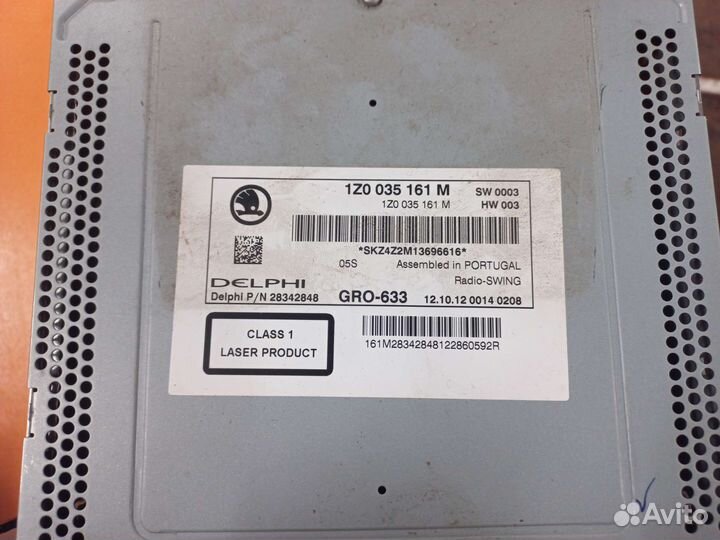 1Z0 035 161 M SW 0003
1Z0 035 161 M HW 003
*SKZ4Z2M13696616*
05S Assembled in PORTUGAL
DELPHI Radio-SWING
Delphi P/N 28342848 GRO-633 12.10.12 0014 0208
CLASS 1
LASER PRODUCT
161M28342848122860592R
Avito